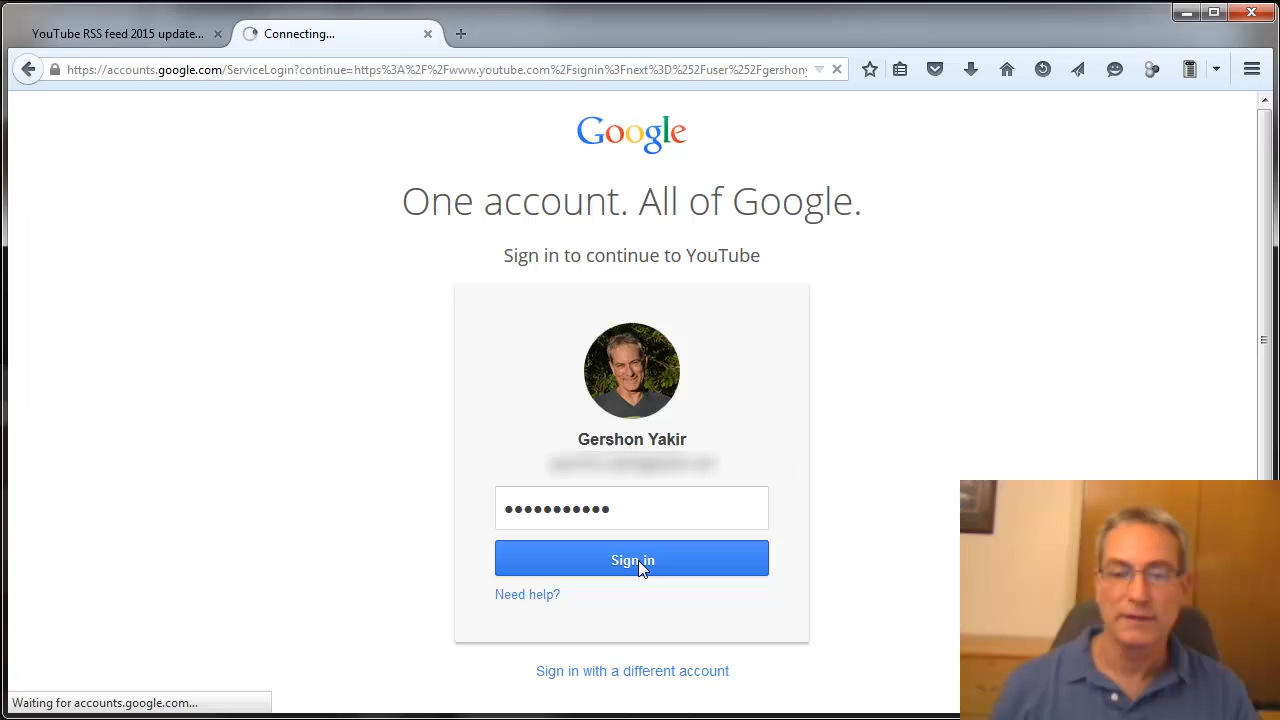 YouTube RSS feed 2015 update...
Connecting...
https://accounts.google.com/ServiceLogin?continue=https%3A%2F%2Fwww.youtube.com%2Fsignin%3Fnext%3D%252Fuser%252Fgershony
Google
One account. All of Google.
Sign in to continue to YouTube
Gershon Yakir
Sign in
Need help?
Sign in with a different account
Waiting for accounts.google.com...